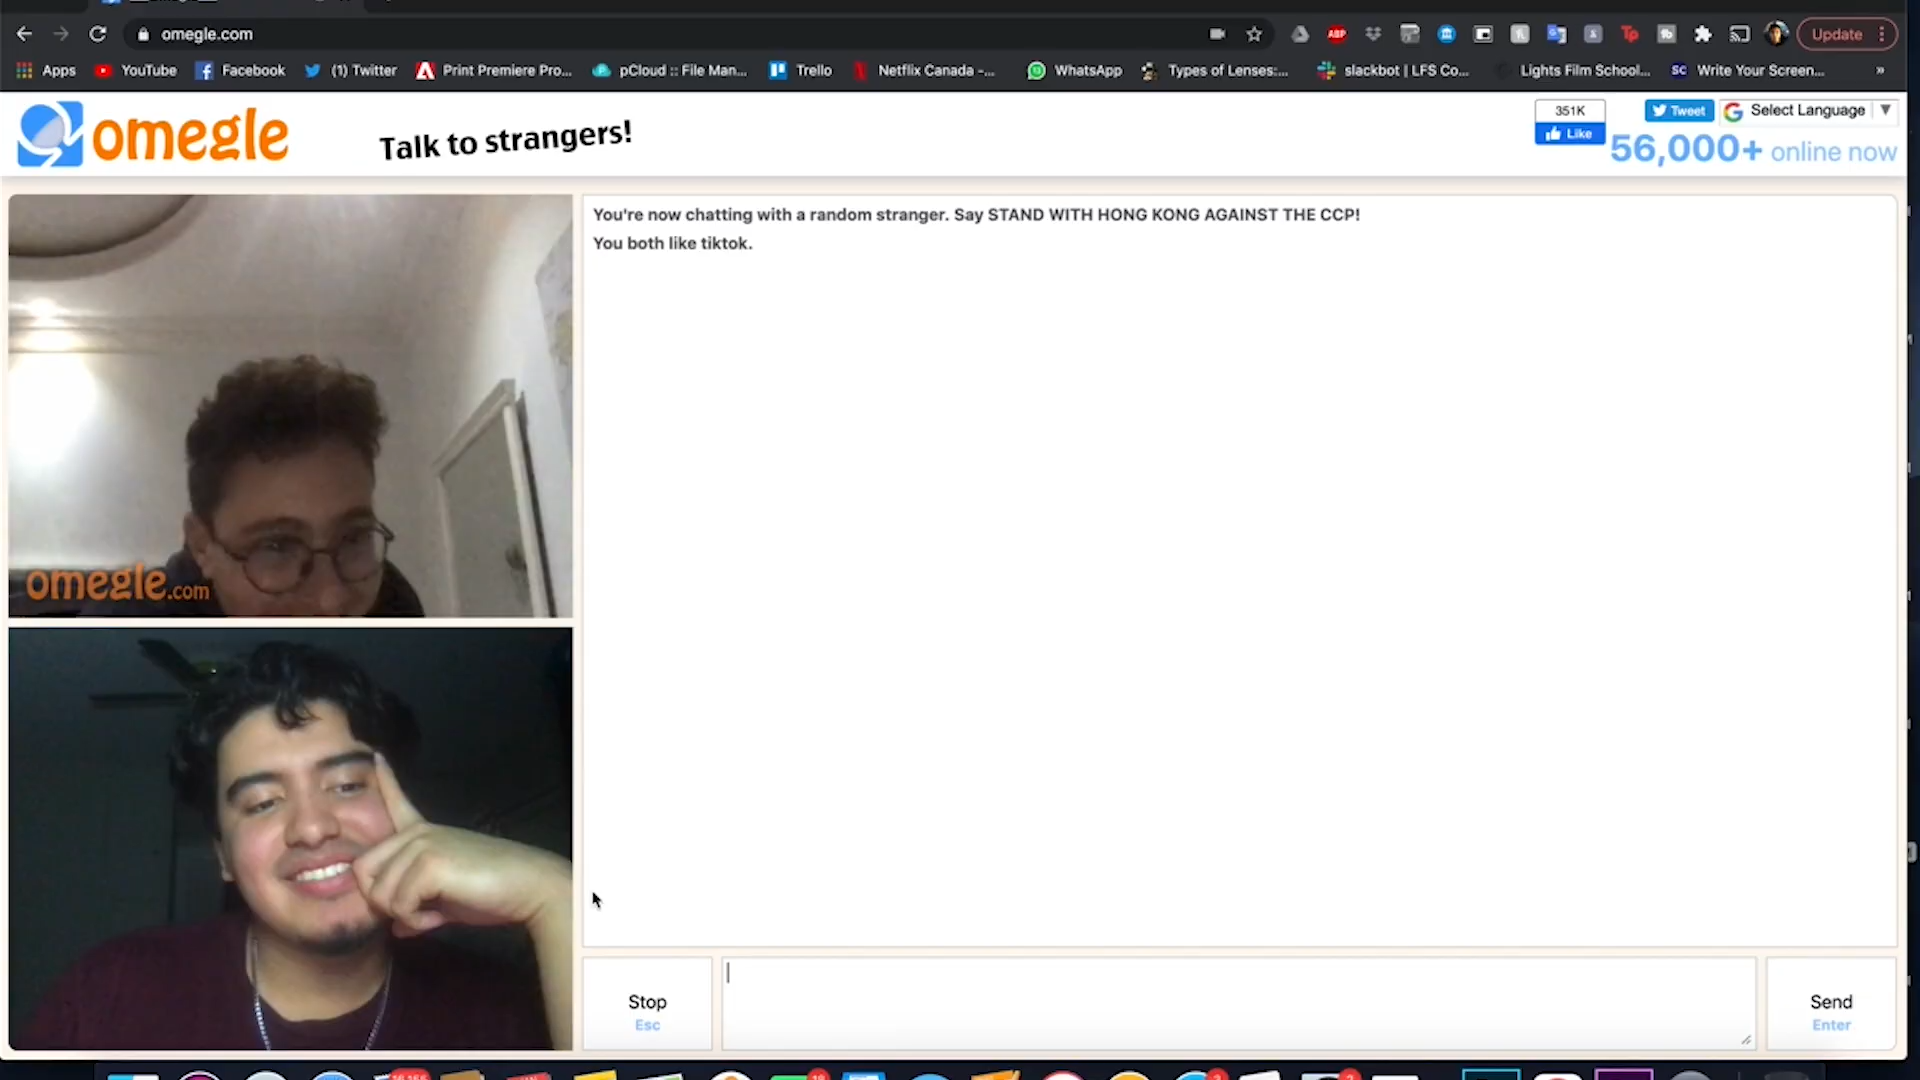 omegle.com
Update
Apps
YouTube
Facebook
(1) Twitter
Print Premiere Pro...
pCloud :: File Man...
Trello
Netflix Canada -...
WhatsApp
Types of Lenses:...
slackbot | LFS Co...
Lights Film School...
SC Write Your Screen...
»
omegle
Talk to strangers!
351K
Like
Tweet
Select Language
56,000+ online now
You're now chatting with a random stranger. Say STAND WITH HONG KONG AGAINST THE CCP!
You both like tiktok.
omegle.com
Stop
Esc
Send
Enter
ABP
Tp